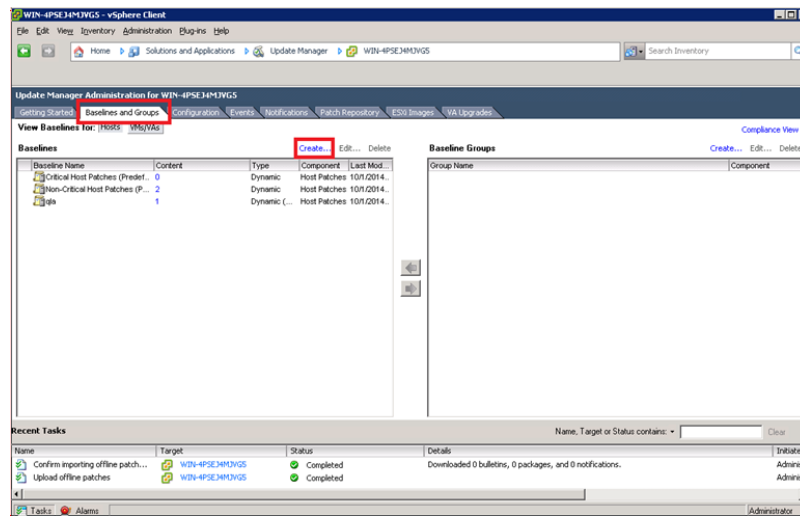 WIN-4PSEJ4MJVG5 - vSphere Client
File Edit View Inventory Administration Plug-ins Help
Home Solutions and Applications Update Manager WIN-4PSEJ4MJVG5 Search Inventory
Update Manager Administration for WIN-4PSEJ4MJVG5
Getting Started Baselines and Groups Configuration Events Notifications Patch Repository ESXi Images VA Upgrades
View Baselines for: Hosts VMs/VAs
Compliance View
Baselines Create... Edit... Delete Baseline Groups Create... Edit... Delete
Baseline Name Content Type Component Last Mod... Group Name Component
Critical Host Patches (Predef... 0 Dynamic Host Patches 10/1/2014...
Non-Critical Host Patches (P... 2 Dynamic Host Patches 10/1/2014...
qla 1 Dynamic (... Host Patches 10/1/2014...
Recent Tasks Name, Target or Status contains: Clear
Name Target Status Details Initiate
Confirm importing offline patch... WIN-4PSEJ4MJVG5 Completed Downloaded 0 bulletins, 0 packages, and 0 notifications. Adminis
Upload offline patches WIN-4PSEJ4MJVG5 Completed Adminis
Tasks Alarms Administrator